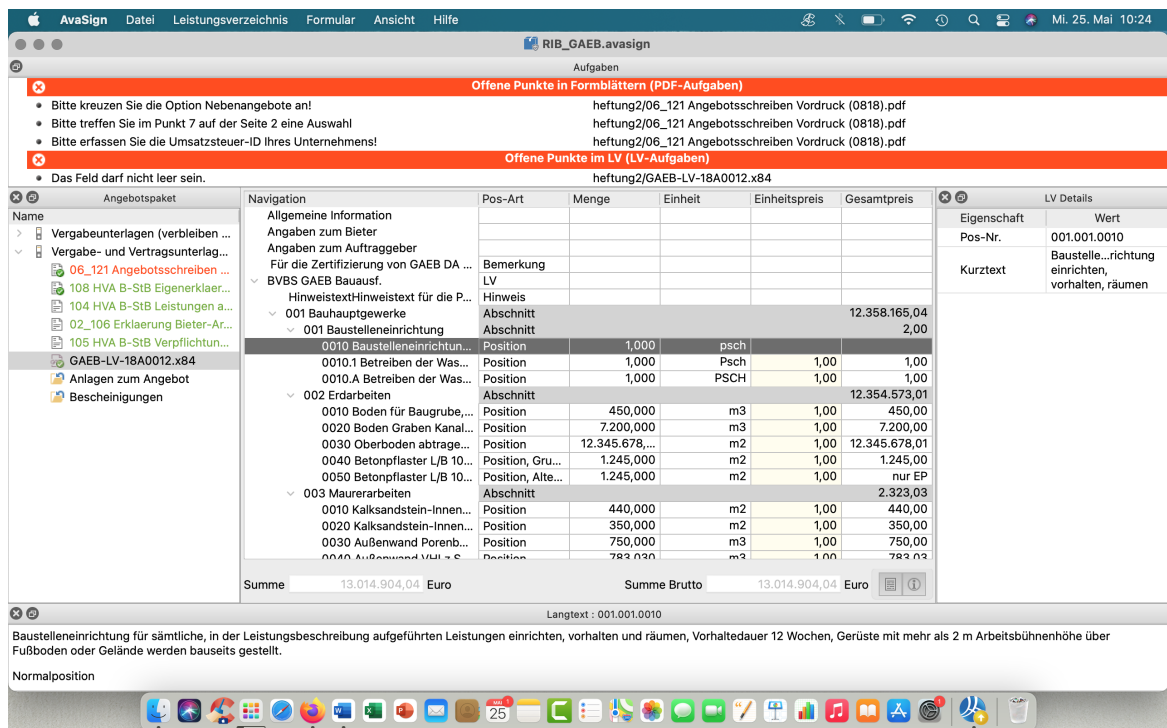 AvaSign Datei Leistungsverzeichnis Formular Ansicht Hilfe Mi. 25. Mai 10:24
RIB_GAEB.avasign
Aufgaben
Offene Punkte in Formblättern (PDF-Aufgaben)
Bitte kreuzen Sie die Option Nebenangebote an! heftung2/06_121 Angebotsschreiben Vordruck (0818).pdf
Bitte treffen Sie im Punkt 7 auf der Seite 2 eine Auswahl heftung2/06_121 Angebotsschreiben Vordruck (0818).pdf
Bitte erfassen Sie die Umsatzsteuer-ID Ihres Unternehmens! heftung2/06_121 Angebotsschreiben Vordruck (0818).pdf
Offene Punkte im LV (LV-Aufgaben)
Das Feld darf nicht leer sein. heftung2/GAEB-LV-18A0012.x84
Angebotspaket
Name
Vergabeunterlagen (verbleiben ...
Vergabe- und Vertragsunterlag...
06_121 Angebotsschreiben ...
108 HVA B-StB Eigenerklaer...
104 HVA B-StB Leistungen a...
02_106 Erklaerung Bieter-Ar...
105 HVA B-StB Verpflichtun...
GAEB-LV-18A0012.x84
Anlagen zum Angebot
Bescheinigungen
Navigation Pos-Art Menge Einheit Einheitspreis Gesamtpreis
Allgemeine Information
Angaben zum Bieter
Angaben zum Auftraggeber
Für die Zertifizierung von GAEB DA ... Bemerkung
BVBS GAEB Bauausf. LV
HinweistextHinweistext für die P... Hinweis
001 Bauhauptgewerke Abschnitt 12.358.165,04
001 Baustelleneinrichtung Abschnitt 2,00
0010 Baustelleneinrichtun... Position 1,000 psch
0010.1 Betreiben der Was... Position 1,000 Psch 1,00 1,00
0010.A Betreiben der Was... Position 1,000 PSCH 1,00 1,00
002 Erdarbeiten Abschnitt 12.354.573,01
0010 Boden für Baugrube,... Position 450,000 m3 1,00 450,00
0020 Boden Graben Kanal... Position 7.200,000 m3 1,00 7.200,00
0030 Oberboden abtrage... Position 12.345.678,... m2 1,00 12.345.678,01
0040 Betonpflaster L/B 10... Position, Gru... 1.245,000 m2 1,00 1.245,00
0050 Betonpflaster L/B 10... Position, Alte... 1.245,000 m2 1,00 nur EP
003 Maurerarbeiten Abschnitt 2.323,03
0010 Kalksandstein-Innen... Position 440,000 m2 1,00 440,00
0020 Kalksandstein-Innen... Position 350,000 m2 1,00 350,00
0030 Außenwand Porenb... Position 750,000 m3 1,00 750,00
0040 Außenwand VHLz S... Position 783,030 m3 1,00 783,03
Summe 13.014.904,04 Euro Summe Brutto 13.014.904,04 Euro
LV Details
Eigenschaft Wert
Pos-Nr. 001.001.0010
Kurztext Baustelle...richtung
einrichten,
vorhalten, räumen
Langtext : 001.001.0010
Baustelleneinrichtung für sämtliche, in der Leistungsbeschreibung aufgeführten Leistungen einrichten, vorhalten und räumen, Vorhaltedauer 12 Wochen, Gerüste mit mehr als 2 m Arbeitsbühnenhöhe über
Fußboden oder Gelände werden bauseits gestellt.
Normalposition
MAI
25
1
1